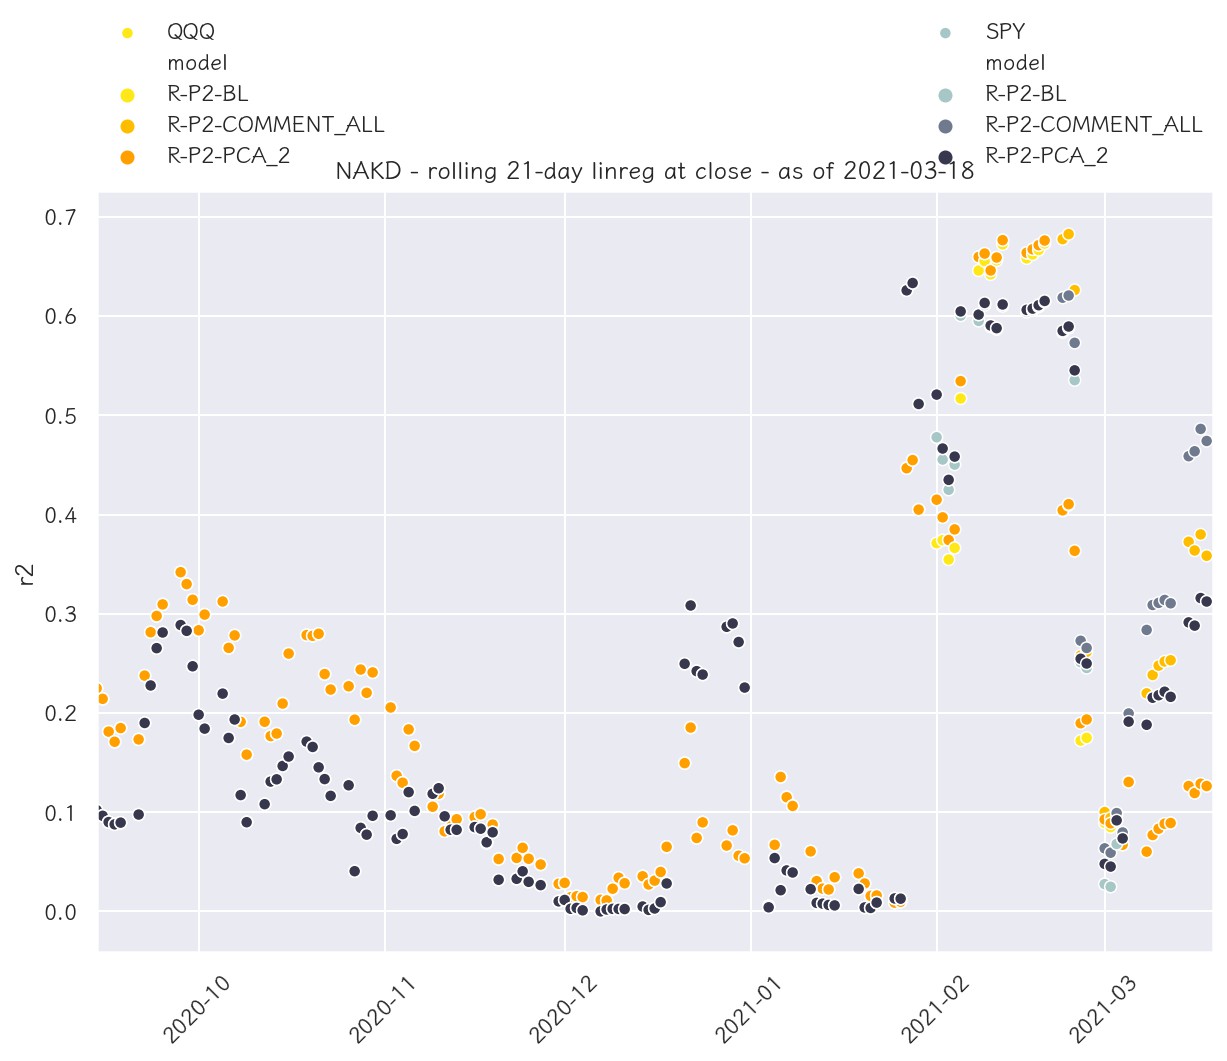 QQQ
model
R-P2-BL
R-P2-COMMENT_ALL
R-P2-PCA_2
SPY
model
R-P2-BL
R-P2-COMMENT_ALL
R-P2-PCA_2
NAKD - rolling 21-day linreg at close - as of 2021-03-18
r2
0.7
0.6
0.5
0.4
0.3
0.2
0.1
0.0
2020-10
2020-11
2020-12
2021-01
2021-02
2021-03